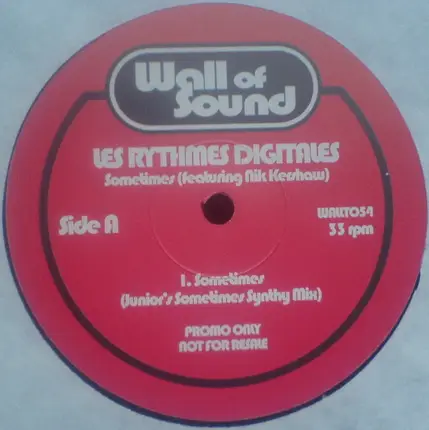 Wall of
Sound
LES RYTHMES DIGITALES
Sometimes (featuring Nik Kershaw)
Side A
WALLT054
33 rpm
1. Sometimes
(Junior's Sometimes Synthy Mix)
PROMO ONLY
NOT FOR RESALE